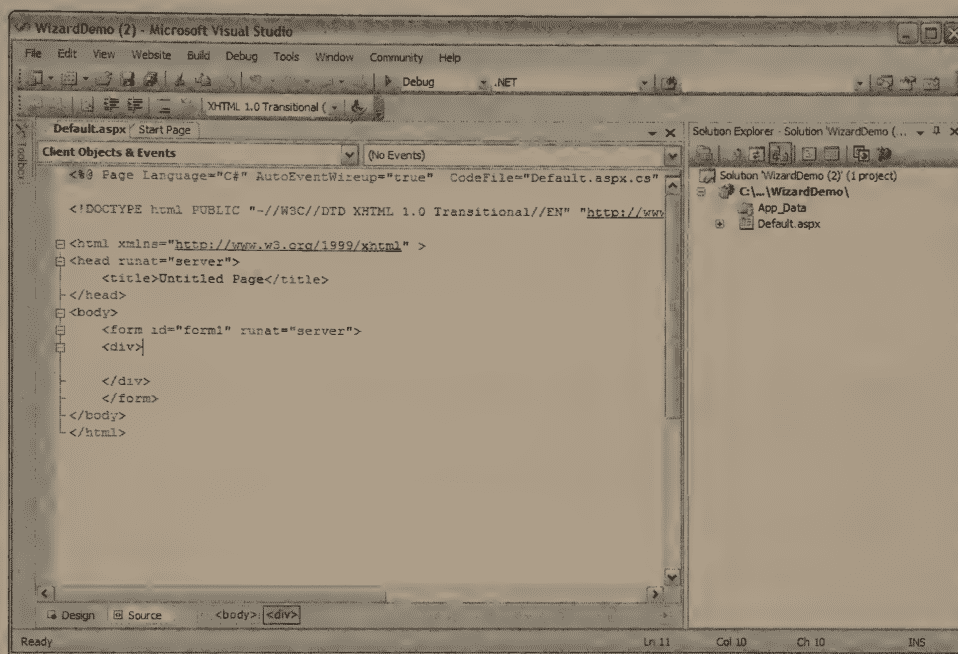 WizardDemo (2) - Microsoft Visual Studio
File Edit View Website Build Debug Tools Window Community Help
Debug .NET
XHTML 1.0 Transitional (
Toolbox
Default.aspx Start Page
Client Objects & Events (No Events)
<%@ Page Language="C#" AutoEventWireup="true" CodeFile="Default.aspx.cs"
<!DOCTYPE html PUBLIC "-//W3C//DTD XHTML 1.0 Transitional//EN" "http://www
<html xmlns="http://www.w3.org/1999/xhtml" >
<head runat="server">
<title>Untitled Page</title>
</head>
<body>
<form id="form1" runat="server">
<div>
</div>
</form>
</body>
</html>
Design Source <body> <div>
Solution Explorer - Solution 'WizardDemo (...
Solution 'WizardDemo (2)' (1 project)
C:\...\WizardDemo\
App_Data
Default.aspx
Ready Ln 11 Col 10 Ch 10 INS